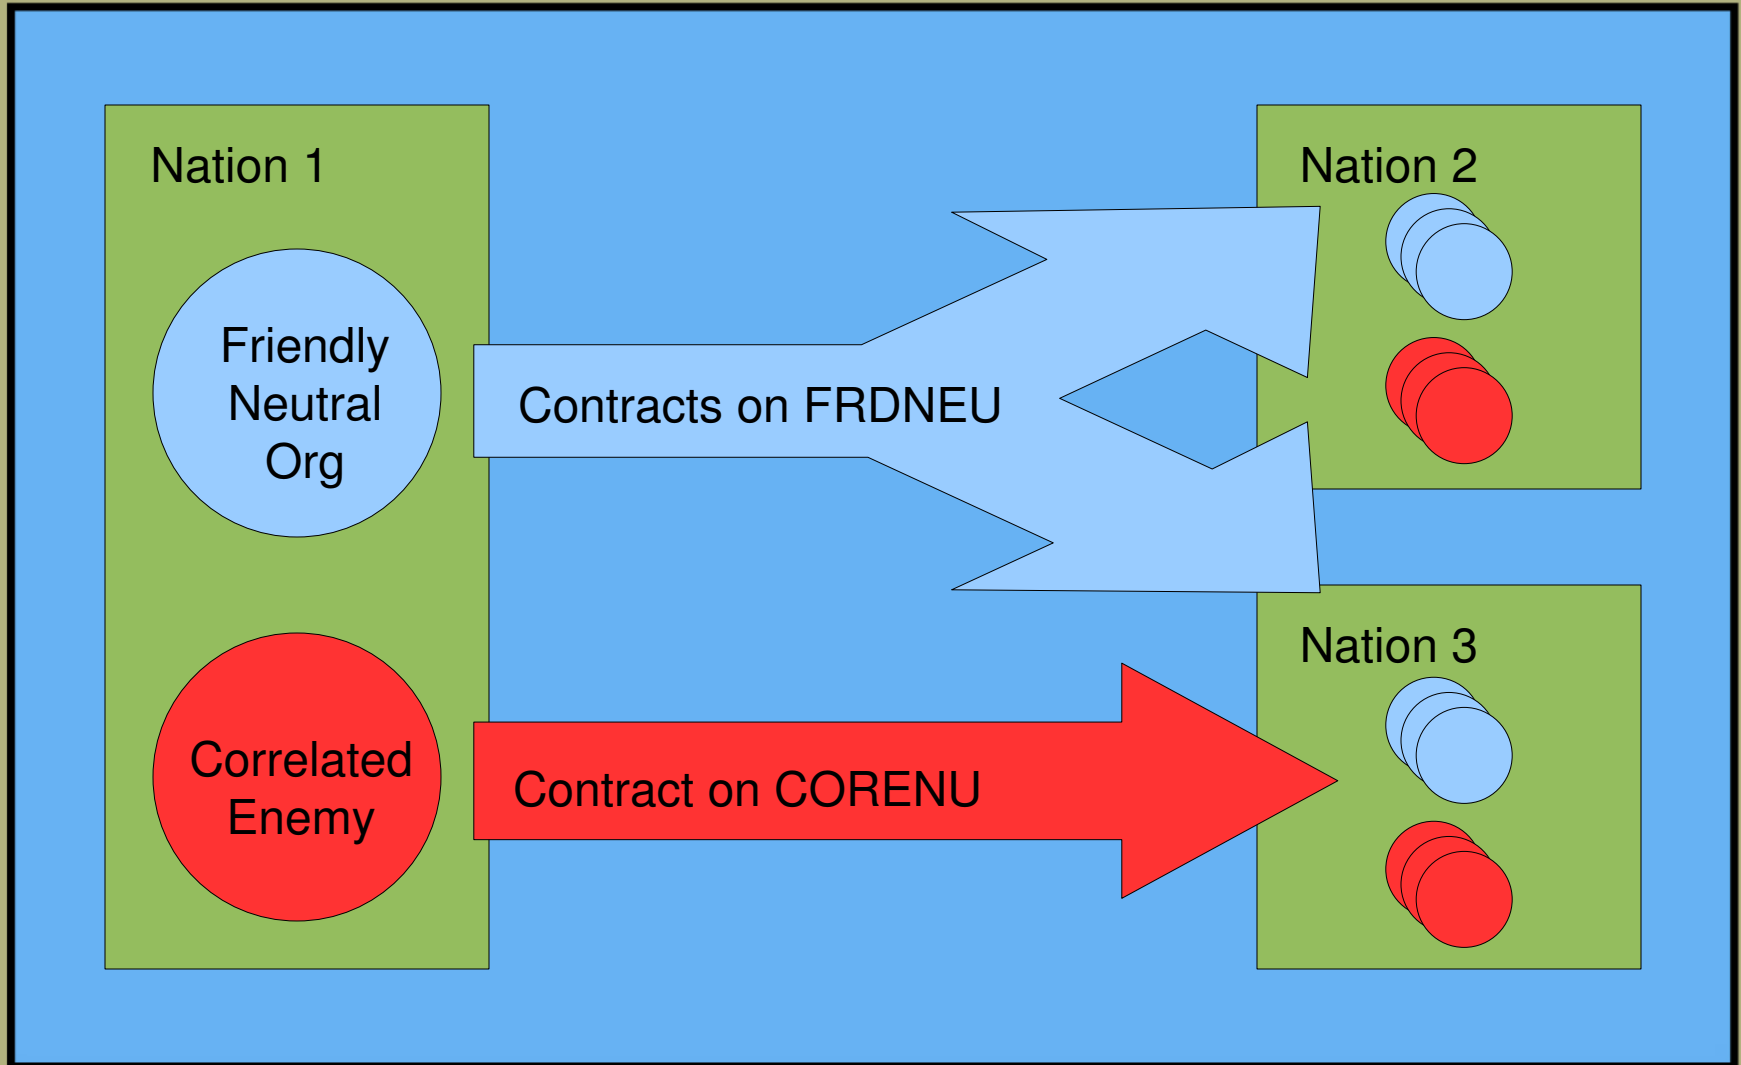 Nation 1
Friendly
Neutral
Org
Contracts on FRDNEU
Nation 2
Correlated
Enemy
Contract on CORENU
Nation 3